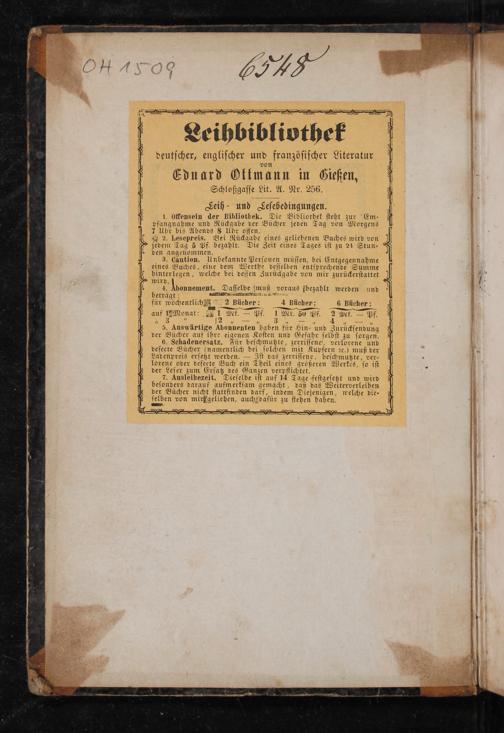 OH 1509
6548
Leihbibliothek
deutscher, englischer und französischer Literatur
von
Eduard Ottmann in Gießen,
Schloßgasse Lit. A. Nr. 256.
Leih- und Lesebedingungen.
1. Offensein der Bibliothek. Die Bibliothek steht zur Em-
pfangnahme und Rückgabe der Bücher jeden Tag von Morgens
7 Uhr bis Abends 8 Uhr offen.
2. Lesepreis. Bei Rückgabe eines geliehenen Buches wird von
jedem Tag 5 Pf. bezahlt. Die Zeit eines Tages ist zu 24 Stun-
den angenommen.
3. Caution. Unbekannte Personen müssen, bei Entgegennahme
eines Buches, eine dem Werthe desselben entsprechende Summe
hinterlegen, welche bei dessen Zurückgabe von mir zurückerstattet
wird.
4. Abonnement. Dasselbe muß voraus bezahlt werden und
beträgt:
für wöchentlich 2 Bücher: 4 Bücher: 6 Bücher:
auf 1 Monat: 1 Mk. — Pf. 1 Mk. 50 Pf. 2 Mk. — Pf.
„ 3 „ 2 „ — „ 3 „ — „ 4 „ — „
5. Auswärtige Abonnenten haben für Hin- und Zurücksendung
der Bücher auf ihre eigenen Kosten und Gefahr selbst zu sorgen.
6. Schadenersatz. Für beschmutzte, zerrissene, verlorene und
defecte Bücher (namentlich bei solchen mit Kupfern ꝛc.) muß der
Ladenpreis ersetzt werden. — Ist das zerrissene, beschmutzte, ver-
lorene oder defecte Buch ein Theil eines größeren Werkes, so ist
der Leser zum Ersatz des Ganzen verpflichtet.
7. Ausleihezeit. Dieselbe ist auf 14 Tage festgesetzt und wird
besonders darauf aufmerksam gemacht, daß das Weiterverleihen
der Bücher nicht stattfinden darf, indem Diejenigen, welche die-
selben von mir geliehen, auch dafür zu stehen haben.